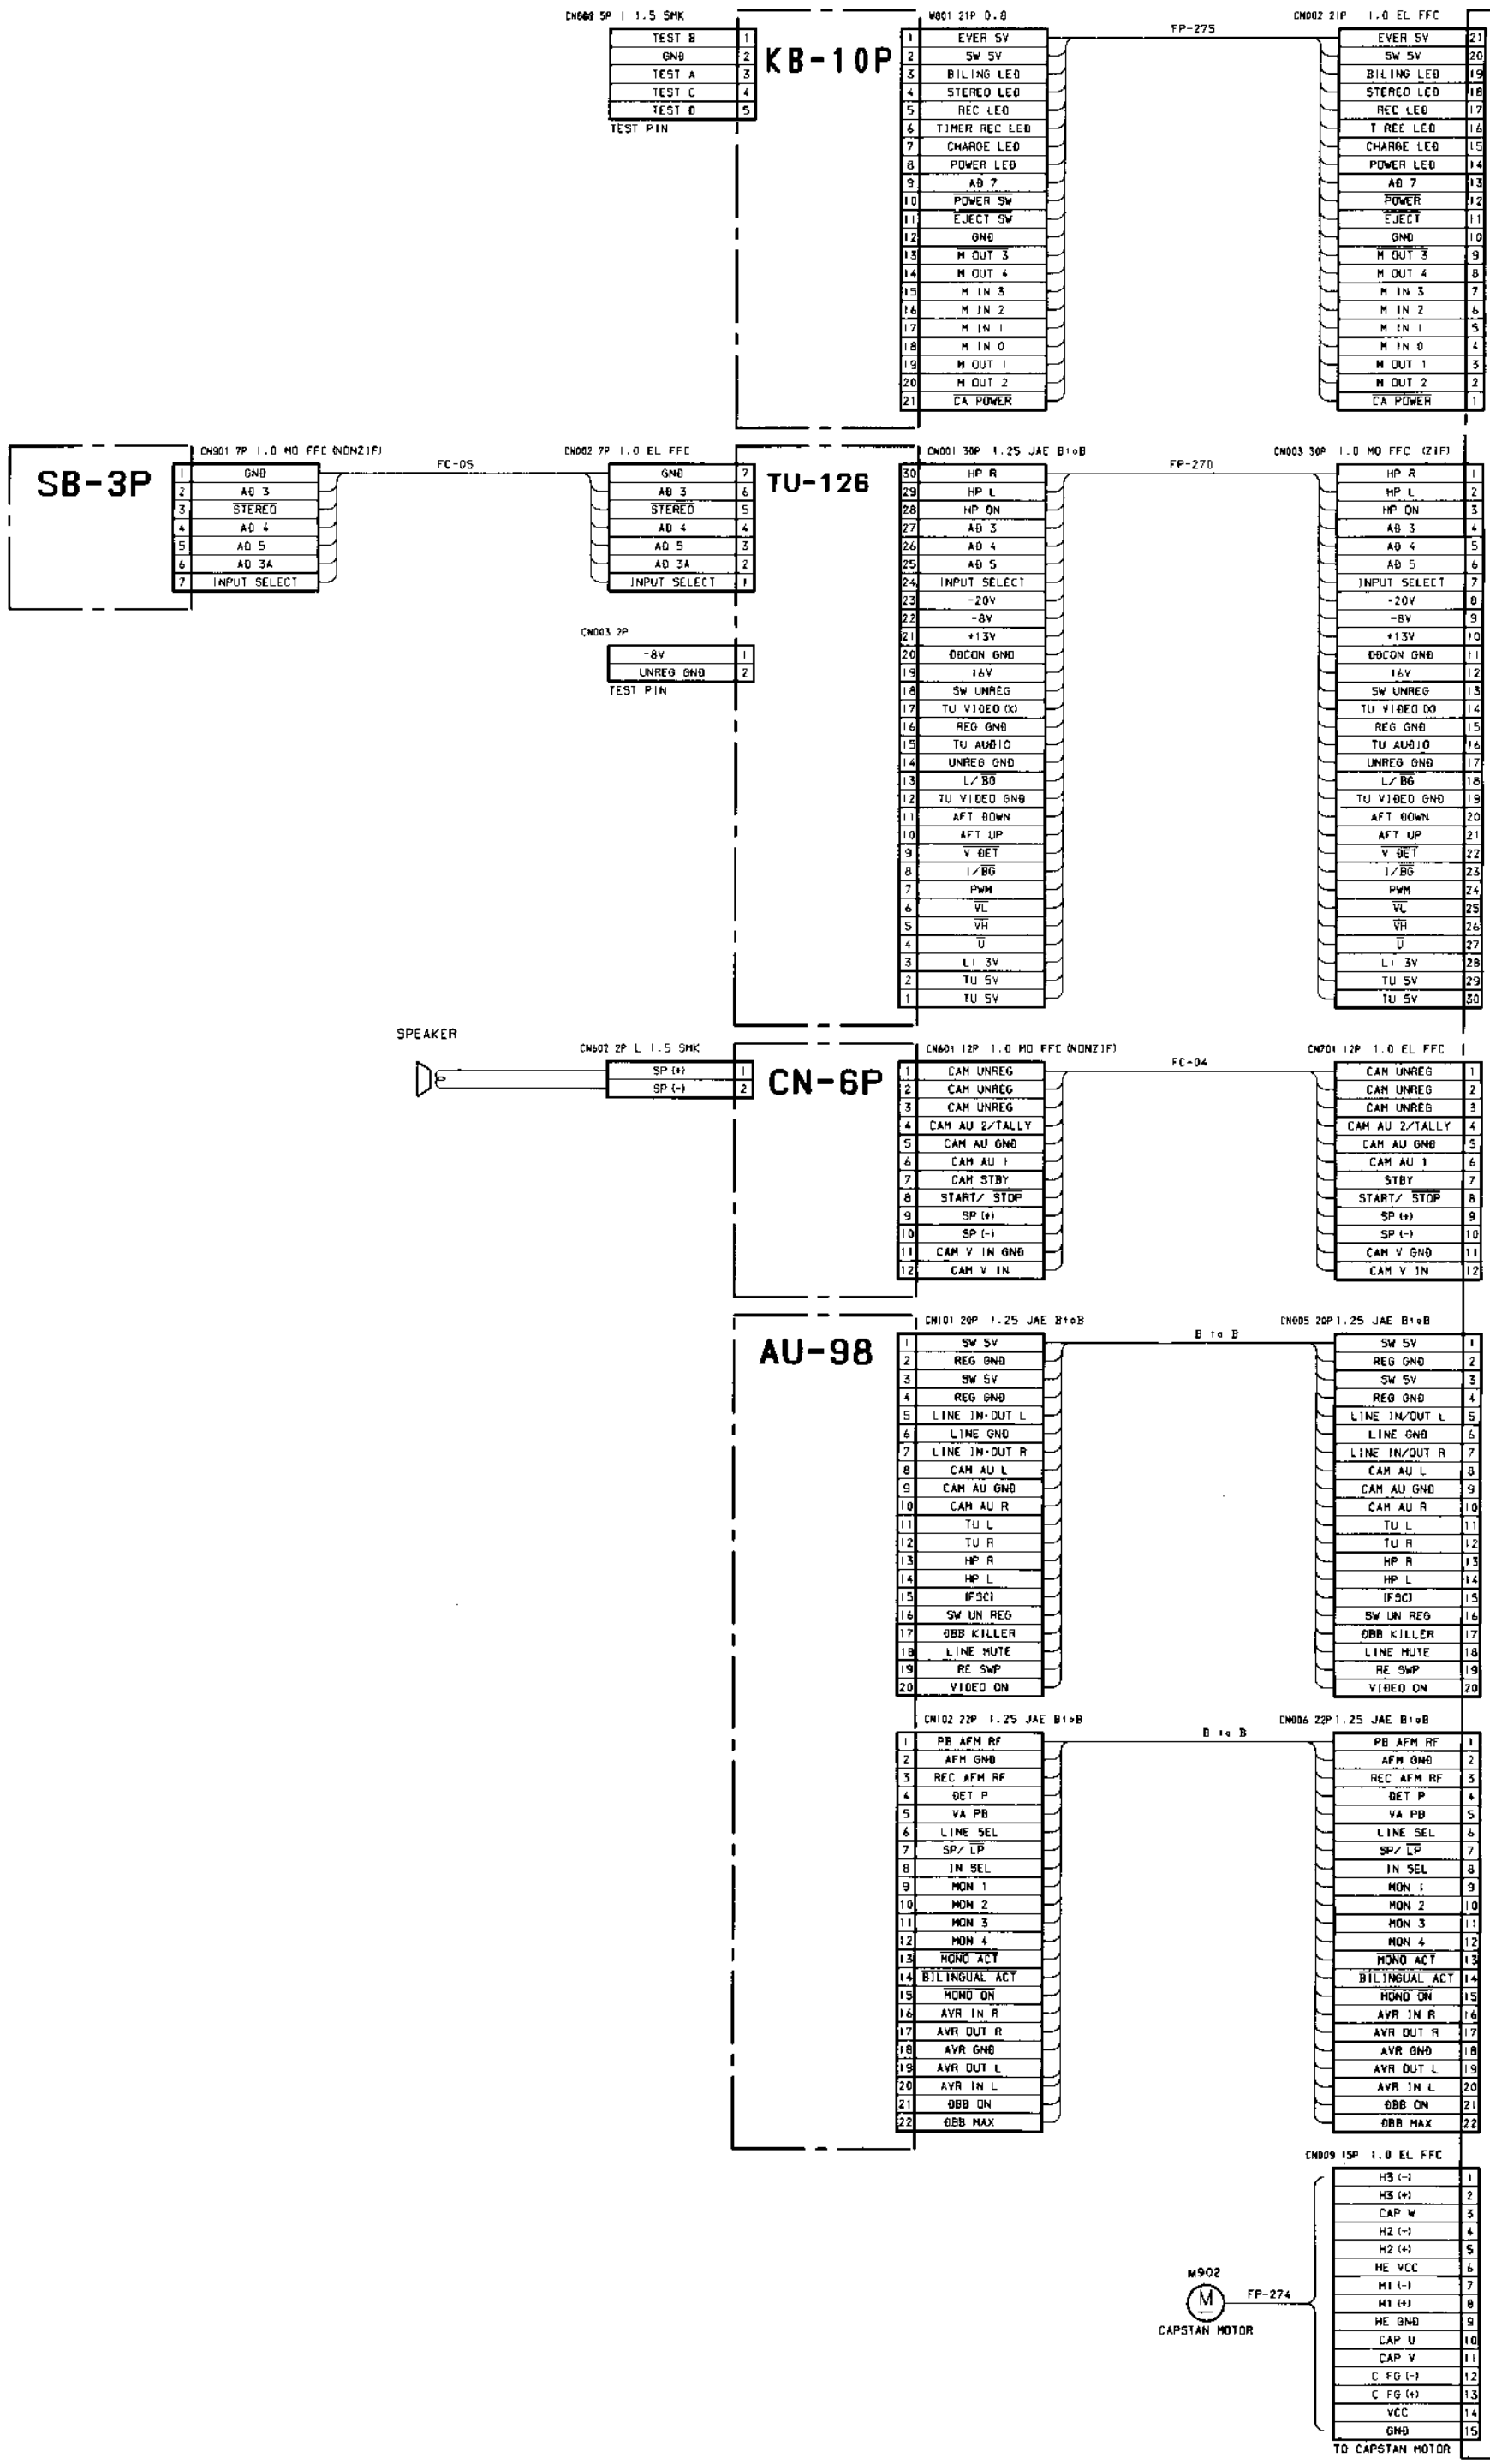 5P 1.5 SMK
TEST B 1
GND 2
TEST A 3
TEST C 4
TEST D 5
TEST PIN
KB-10P
W801 21P 0.8
1 EVER 5V
2 SW 5V
3 BILING LED
4 STEREO LED
5 REC LED
6 TIMER REC LED
7 CHARGE LED
8 POWER LED
9 AD 7
10 POWER SW
11 EJECT SW
12 GND
13 M OUT 3
14 M OUT 4
15 M IN 3
16 M IN 2
17 M IN 1
18 M IN 0
19 M OUT 1
20 M OUT 2
21 CA POWER
FP-275
CN002 21P 1.0 EL FFC
EVER 5V 21
SW 5V 20
BILING LED 19
STEREO LED 18
REC LED 17
T REC LED 16
CHARGE LED 15
POWER LED 14
AD 7 13
POWER 12
EJECT 11
GND 10
M OUT 3 9
M OUT 4 8
M IN 3 7
M IN 2 6
M IN 1 5
M IN 0 4
M OUT 1 3
M OUT 2 2
CA POWER 1
SB-3P
CN901 7P 1.0 MO FFC (NONZIF)
1 GND
2 AD 3
3 STEREO
4 AD 4
5 AD 5
6 AD 3A
7 INPUT SELECT
FC-05
CN002 7P 1.0 EL FFC
GND 7
AD 3 6
STEREO 5
AD 4 4
AD 5 3
AD 3A 2
INPUT SELECT 1
CN003 2P
-8V 1
UNREG GND 2
TEST PIN
TU-126
CN001 30P 1.25 JAE BtoB
30 HP R
29 HP L
28 HP ON
27 AD 3
26 AD 4
25 AD 5
24 INPUT SELECT
23 -20V
22 -8V
21 +13V
20 DDCON GND
19 16V
18 SW UNREG
17 TU VIDEO (X)
16 REG GND
15 TU AUDIO
14 UNREG GND
13 L/BG
12 TU VIDEO GND
11 AFT DOWN
10 AFT UP
9 V DET
8 I/BG
7 PWM
6 VL
5 VH
4 U
3 LI 3V
2 TU 5V
1 TU 5V
FP-270
CN003 30P 1.0 MO FFC (ZIF)
HP R 1
HP L 2
HP ON 3
AD 3 4
AD 4 5
AD 5 6
INPUT SELECT 7
-20V 8
-8V 9
+13V 10
DDCON GND 11
16V 12
SW UNREG 13
TU VIDEO (X) 14
REG GND 15
TU AUDIO 16
UNREG GND 17
L/BG 18
TU VIDEO GND 19
AFT DOWN 20
AFT UP 21
V DET 22
I/BG 23
PWM 24
VL 25
VH 26
U 27
LI 3V 28
TU 5V 29
TU 5V 30
SPEAKER
CN602 2P L 1.5 SMK
SP (+) 1
SP (-) 2
CN-6P
CN601 12P 1.0 MO FFC (NONZIF)
1 CAM UNREG
2 CAM UNREG
3 CAM UNREG
4 CAM AU 2/TALLY
5 CAM AU GND
6 CAM AU 1
7 CAM STBY
8 START/ STOP
9 SP (+)
10 SP (-)
11 CAM V IN GND
12 CAM V IN
FC-04
CN701 12P 1.0 EL FFC
CAM UNREG 1
CAM UNREG 2
CAM UNREG 3
CAM AU 2/TALLY 4
CAM AU GND 5
CAM AU 1 6
STBY 7
START/ STOP 8
SP (+) 9
SP (-) 10
CAM V GND 11
CAM V IN 12
AU-98
CN101 20P 1.25 JAE BtoB
1 SW 5V
2 REG GND
3 SW 5V
4 REG GND
5 LINE IN·OUT L
6 LINE GND
7 LINE IN·OUT R
8 CAM AU L
9 CAM AU GND
10 CAM AU R
11 TU L
12 TU R
13 HP R
14 HP L
15 (FSC)
16 SW UN REG
17 DBB KILLER
18 LINE MUTE
19 RE SWP
20 VIDEO ON
B to B
CN005 20P 1.25 JAE BtoB
SW 5V 1
REG GND 2
SW 5V 3
REG GND 4
LINE IN/OUT L 5
LINE GND 6
LINE IN/OUT R 7
CAM AU L 8
CAM AU GND 9
CAM AU R 10
TU L 11
TU R 12
HP R 13
HP L 14
(FSC) 15
SW UN REG 16
DBB KILLER 17
LINE MUTE 18
RE SWP 19
VIDEO ON 20
CN102 22P 1.25 JAE BtoB
1 PB AFM RF
2 AFM GND
3 REC AFM RF
4 DET P
5 VA PB
6 LINE SEL
7 SP/ LP
8 IN SEL
9 MON 1
10 MON 2
11 MON 3
12 MON 4
13 MONO ACT
14 BILINGUAL ACT
15 MONO ON
16 AVR IN R
17 AVR OUT R
18 AVR GND
19 AVR OUT L
20 AVR IN L
21 DBB ON
22 DBB MAX
B to B
CN006 22P 1.25 JAE BtoB
PB AFM RF 1
AFM GND 2
REC AFM RF 3
DET P 4
VA PB 5
LINE SEL 6
SP/ LP 7
IN SEL 8
MON 1 9
MON 2 10
MON 3 11
MON 4 12
MONO ACT 13
BILINGUAL ACT 14
MONO ON 15
AVR IN R 16
AVR OUT R 17
AVR GND 18
AVR OUT L 19
AVR IN L 20
DBB ON 21
DBB MAX 22
CN009 15P 1.0 EL FFC
H3 (-) 1
H3 (+) 2
CAP W 3
H2 (-) 4
H2 (+) 5
HE VCC 6
H1 (-) 7
H1 (+) 8
HE GND 9
CAP U 10
CAP V 11
C FG (-) 12
C FG (+) 13
VCC 14
GND 15
TO CAPSTAN MOTOR
M902
M
FP-274
CAPSTAN MOTOR